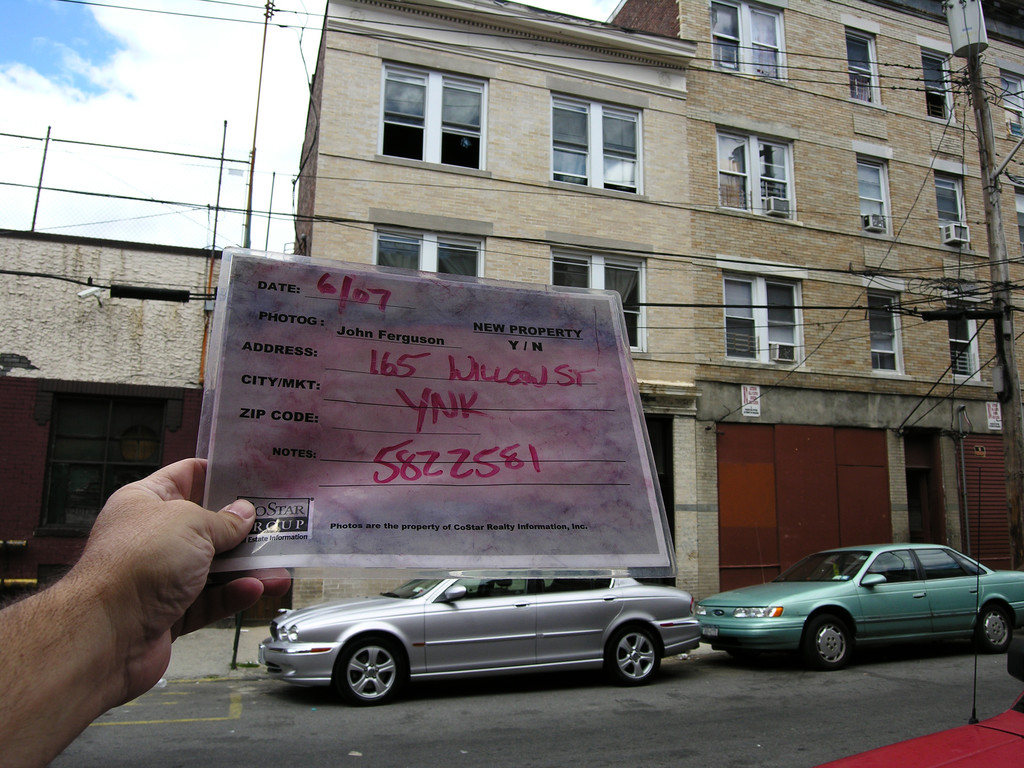 DATE: 6/07
PHOTOG: John Ferguson NEW PROPERTY
Y / N
ADDRESS: 165 Willow St
CITY/MKT: YNK
ZIP CODE:
NOTES: 5822581
COSTAR
GROUP
Estate Information
Photos are the property of CoStar Realty Information, Inc.